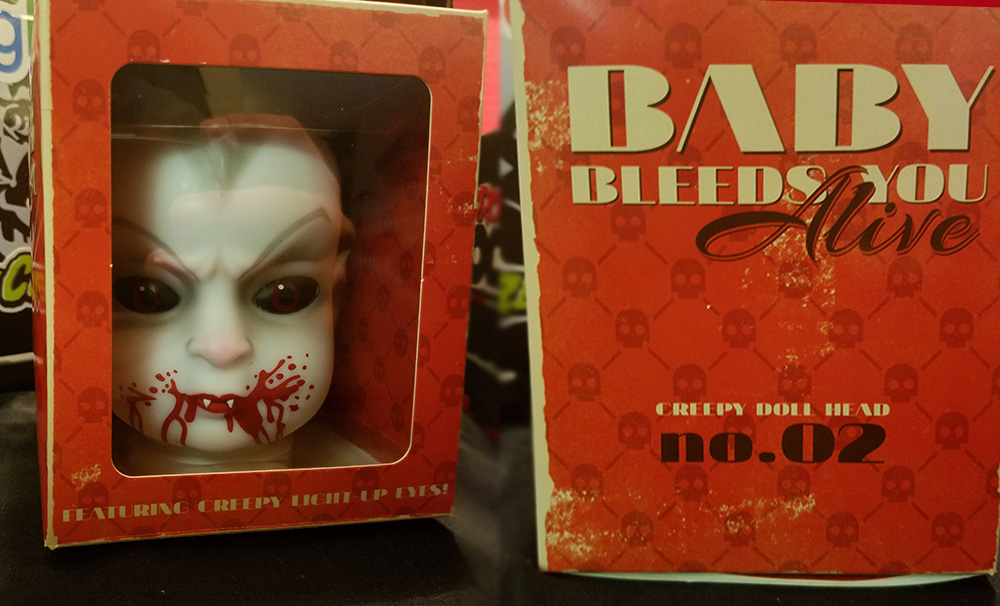 FEATURING CREEPY LIGHT-UP EYES!
BABY
BLEEDS YOU
Alive
CREEPY DOLL HEAD
no.02